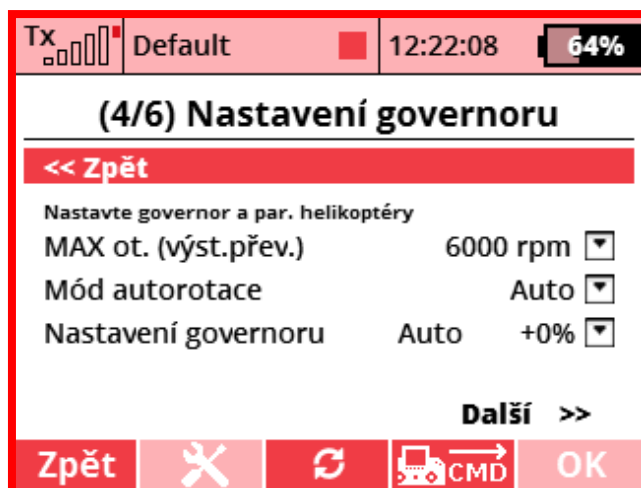 Tx Default 12:22:08 64%
(4/6) Nastavení governoru
<< Zpět
Nastavte governor a par. helikoptéry
MAX ot. (výst.přev.) 6000 rpm
Mód autorotace Auto
Nastavení governoru Auto +0%
Další >>
Zpět CMD OK